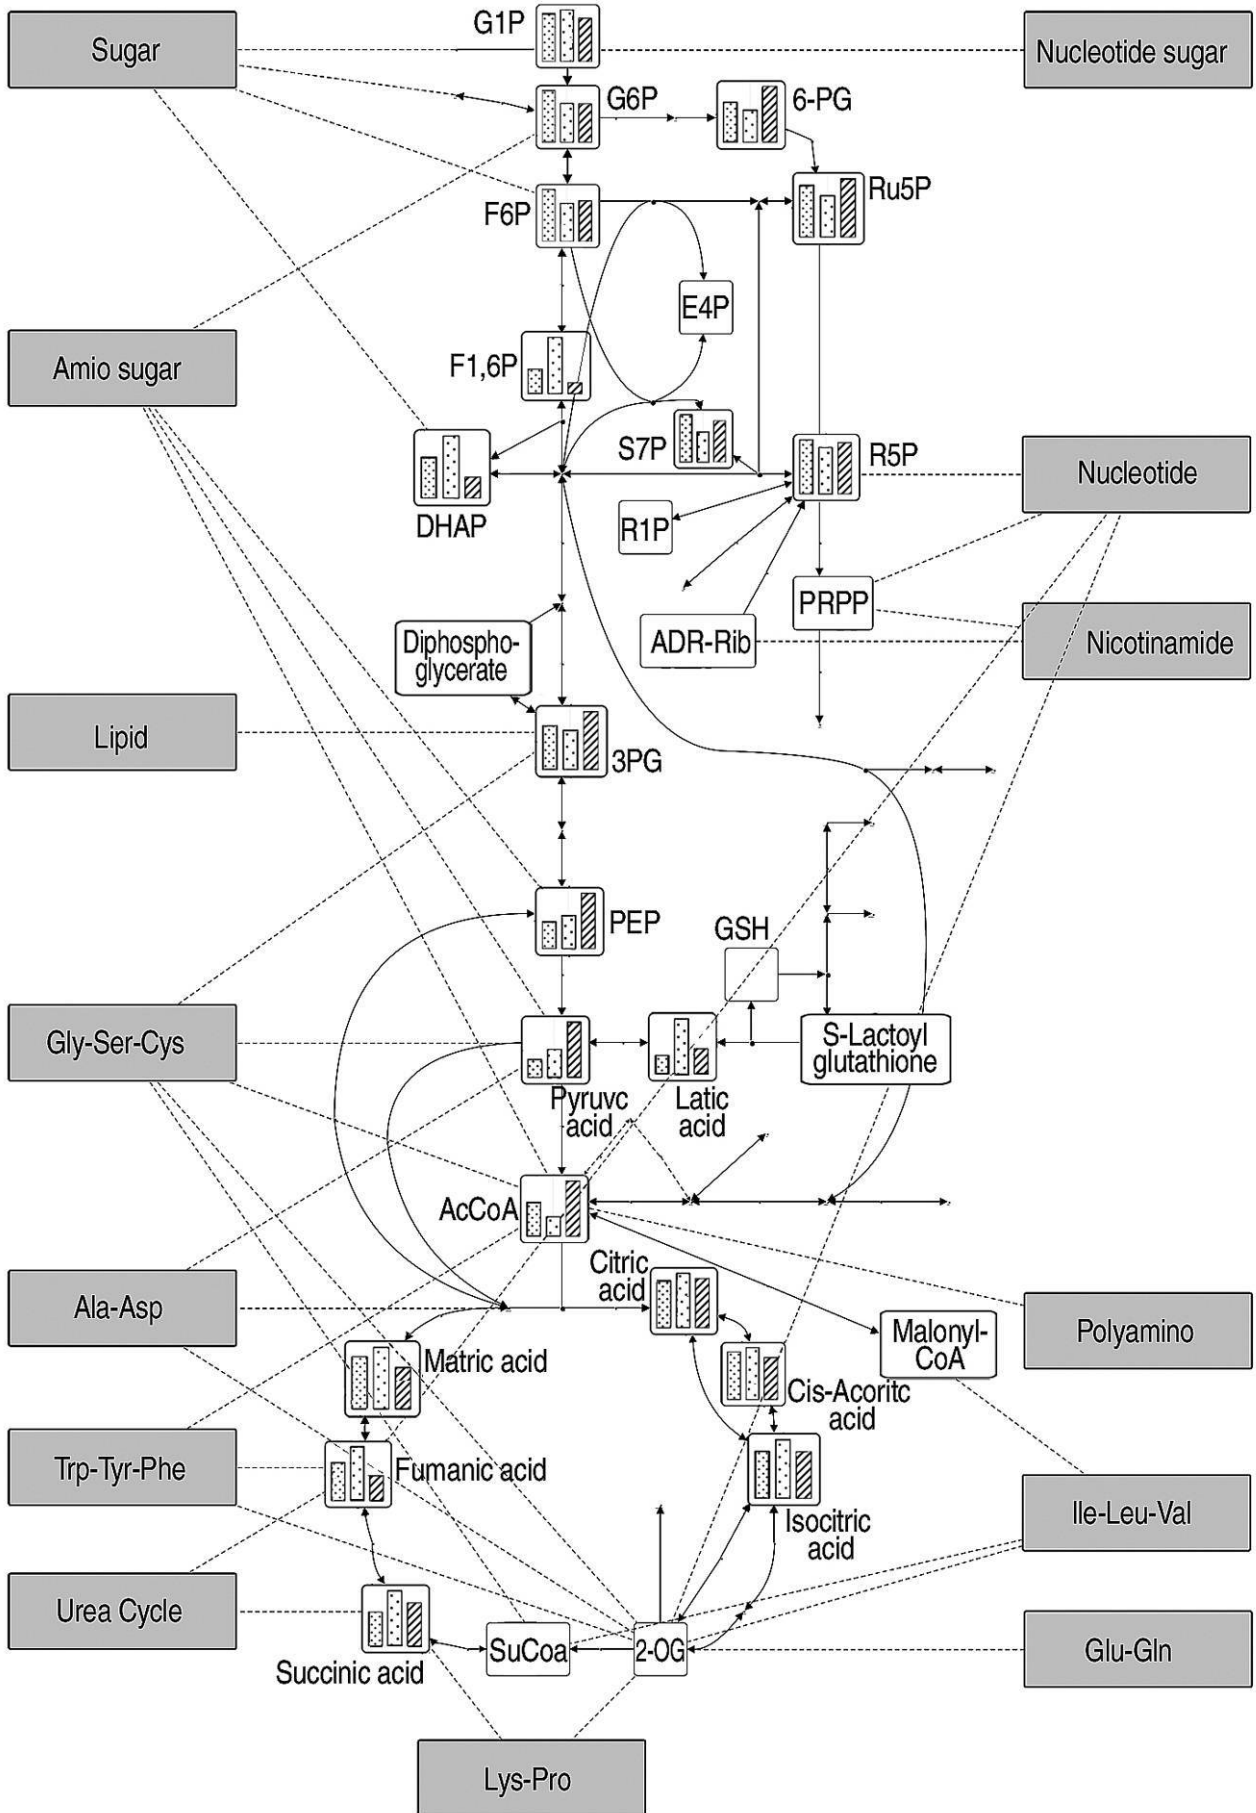 G1P
Sugar
Nucleotide sugar
G6P
6-PG
Ru5P
F6P
E4P
F1,6P
Amio sugar
S7P
R5P
Nucleotide
DHAP
R1P
PRPP
Diphospho-
glycerate
ADR-Rib
Nicotinamide
Lipid
3PG
PEP
GSH
Gly-Ser-Cys
S-Lactoyl
glutathione
Pyruvc
acid
Latic
acid
AcCoA
Citric
acid
Ala-Asp
Malonyl-
CoA
Polyamino
Matric acid
Cis-Acoritc
acid
Trp-Tyr-Phe
Fumanic acid
Isocitric
acid
Ile-Leu-Val
Urea Cycle
SuCoa
2-OG
Glu-Gln
Succinic acid
Lys-Pro